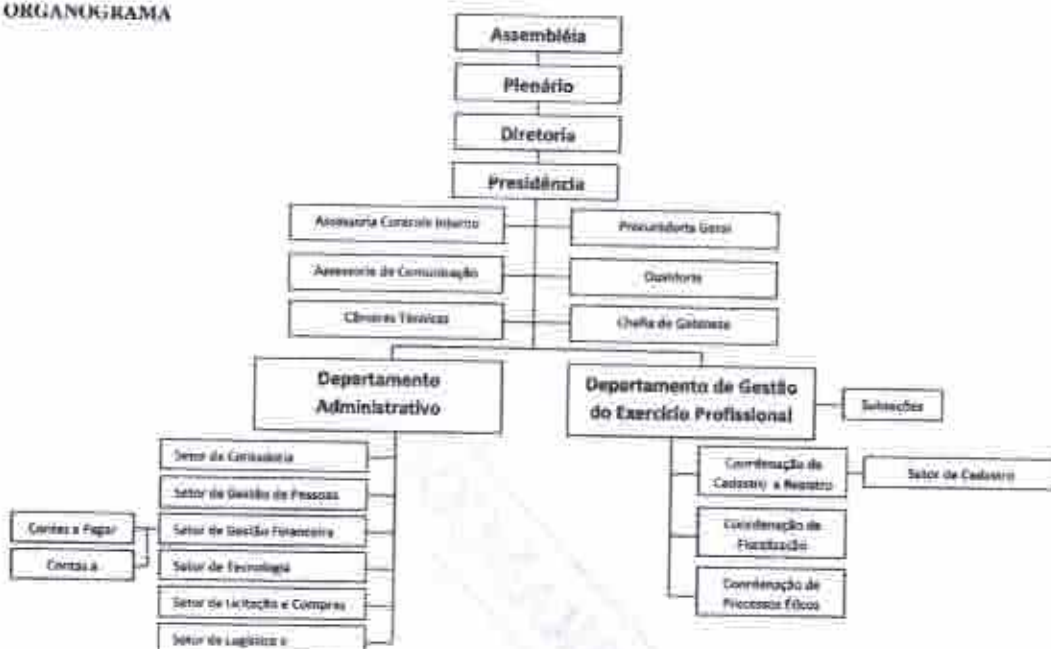 ORGANOGRAMA
Assembléia
Plenário
Diretoria
Presidência
Assessoria Controle Interno
Procuradoria Geral
Assessoria de Comunicação
Ouvidoria
Câmaras Técnicas
Chefia de Gabinete
Departamento
Administrativo
Departamento de Gestão
do Exercício Profissional
Subseções
Setor de Contadoria
Setor de Gestão de Pessoas
Setor de Gestão Financeira
Contas a Pagar
Contas a
Setor de Tecnologia
Setor de Licitação e Compras
Setor de Logística e
Coordenação de
Cadastro e Registro
Setor de Cadastro
Coordenação de
Fiscalização
Coordenação de
Processos Éticos